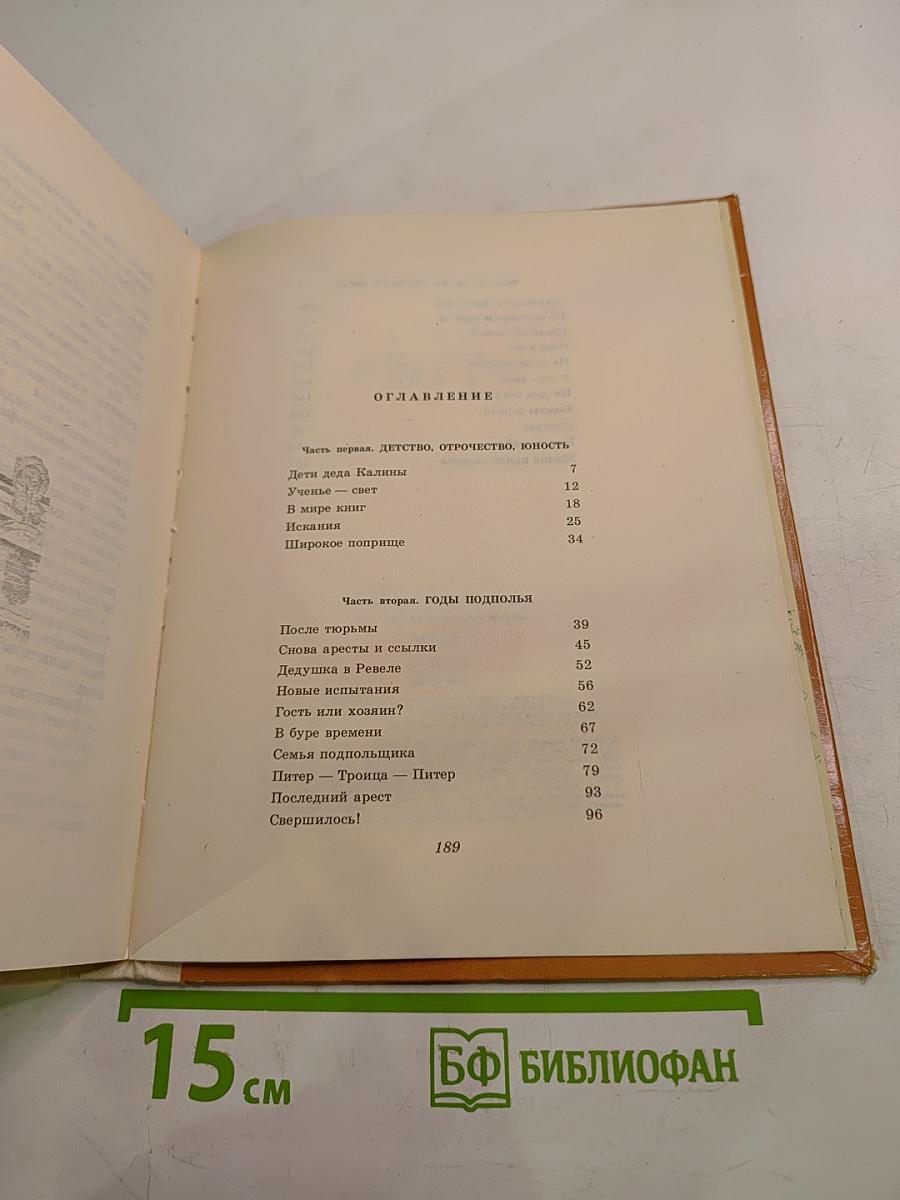 ОГЛАВЛЕНИЕ
Часть первая. ДЕТСТВО, ОТРОЧЕСТВО, ЮНОСТЬ
Дети деда Калины 7
Ученье — свет 12
В мире книг 18
Искания 25
Широкое поприще 34
Часть вторая. ГОДЫ ПОДПОЛЬЯ
После тюрьмы 39
Снова аресты и ссылки 45
Дедушка в Ревеле 52
Новые испытания 56
Гость или хозяин? 62
В буре времени 67
Семья подпольщика 72
Питер — Троица — Питер 79
Последний арест 93
Свершилось! 96
189
15 см
БФ БИБЛИОФАН